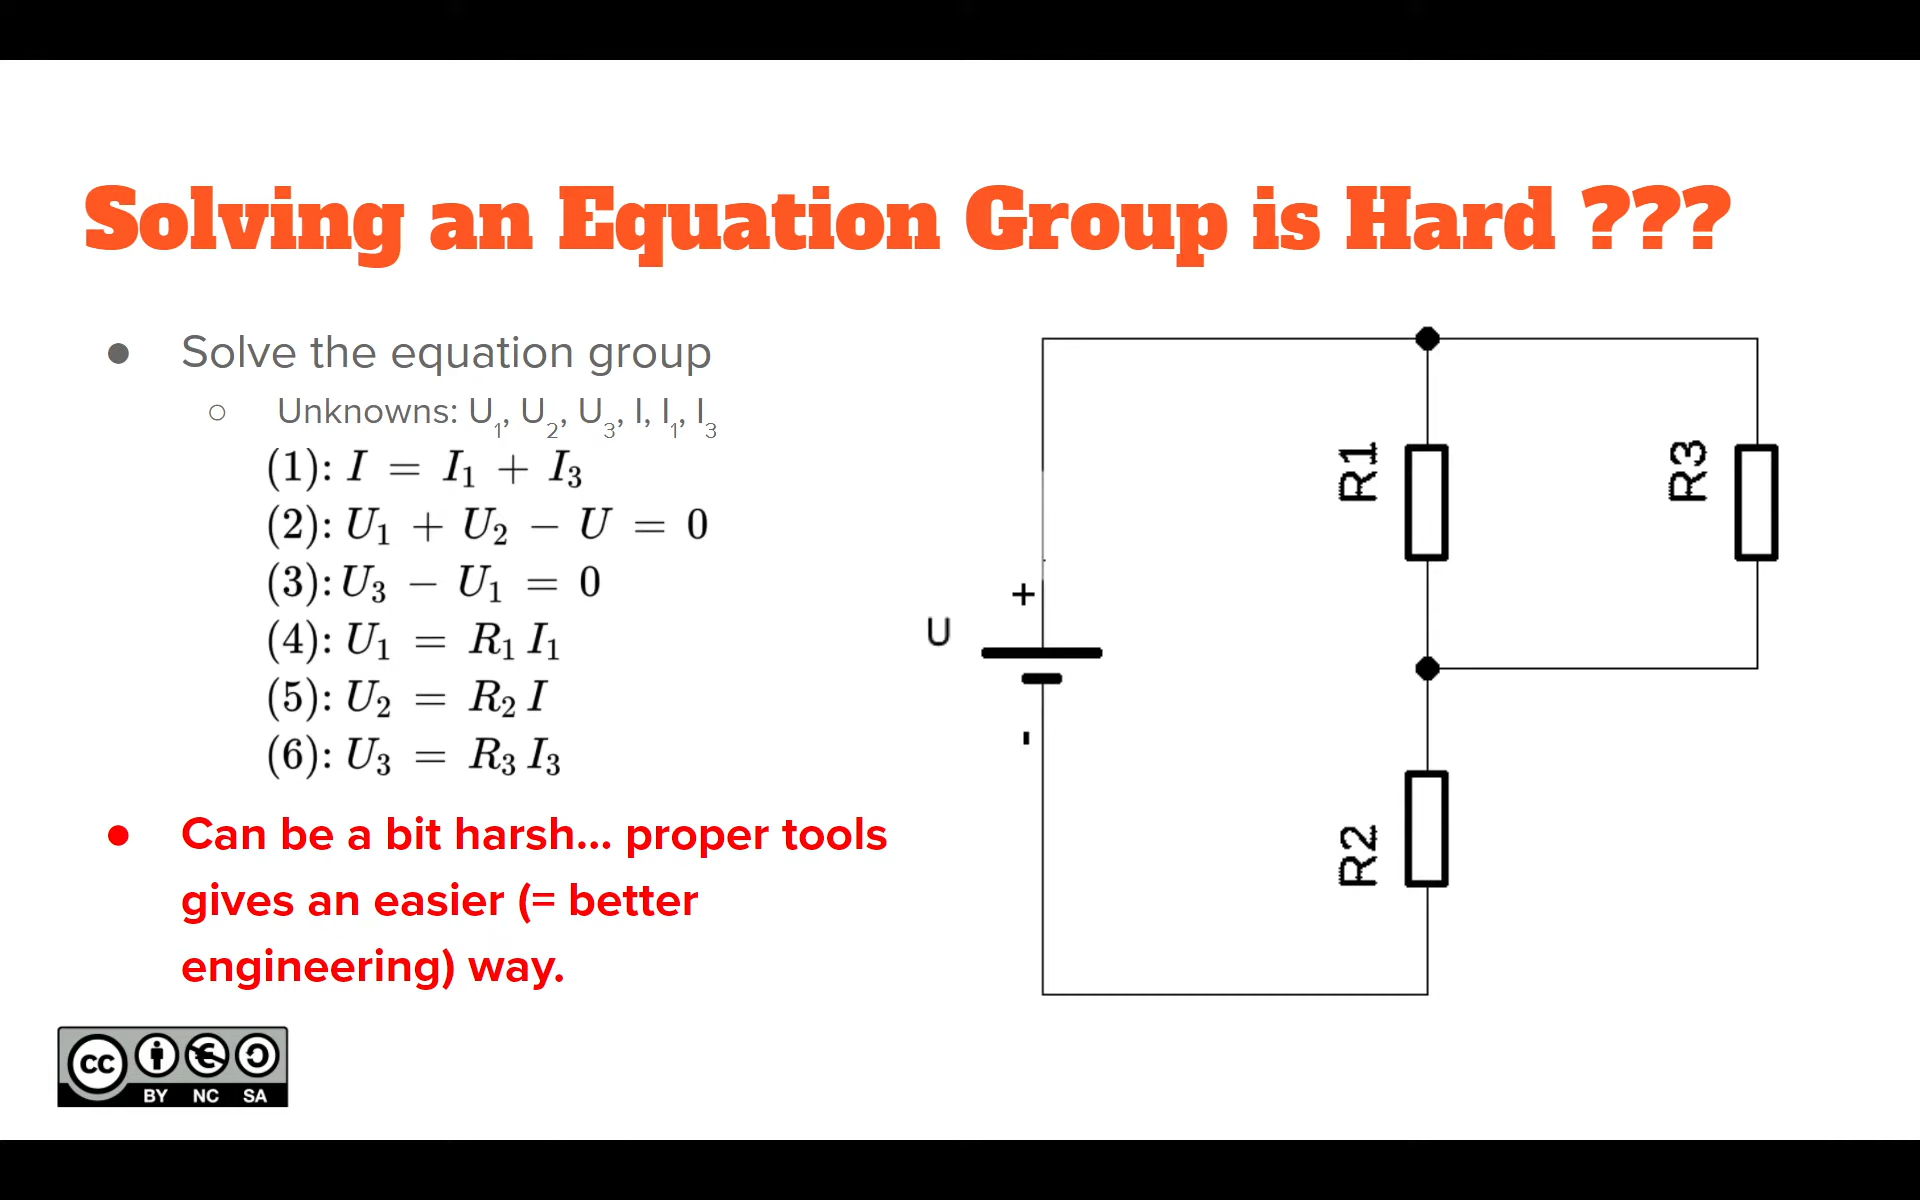 Solving an Equation Group is Hard ???
● Solve the equation group
○ Unknowns: U₁, U₂, U₃, I, I₁, I₃
(1): I = I₁ + I₃
(2): U₁ + U₂ − U = 0
(3): U₃ − U₁ = 0
(4): U₁ = R₁ I₁
(5): U₂ = R₂ I
(6): U₃ = R₃ I₃
● Can be a bit harsh... proper tools
gives an easier (= better
engineering) way.
R1
R3
+
U
-
R2
cc
BY NC SA